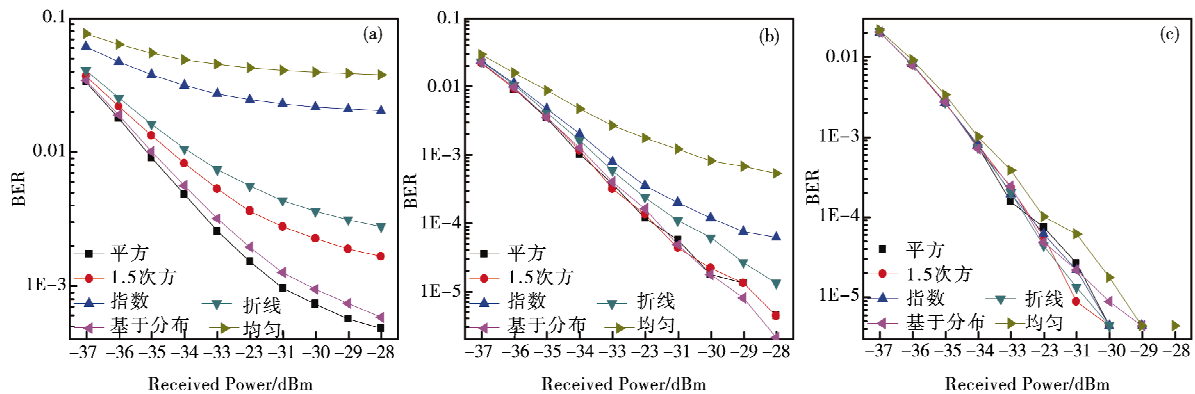 0.1
0.01
1E−3
BER
(a)
平方
1.5次方
指数
折线
基于分布
均匀
−37 −36 −35 −34 −33 −32 −31 −30 −29 −28
Received Power/dBm
0.1
0.01
1E−3
1E−4
1E−5
BER
(b)
平方
1.5次方
指数
折线
基于分布
均匀
−37 −36 −35 −34 −33 −22 −31 −30 −29 −28
Received Power/dBm
0.01
1E−3
1E−4
1E−5
BER
(c)
平方
1.5次方
指数
折线
基于分布
均匀
−37 −36 −35 −34 −33 −23 −31 −30 −29 −28
Received Power/dBm